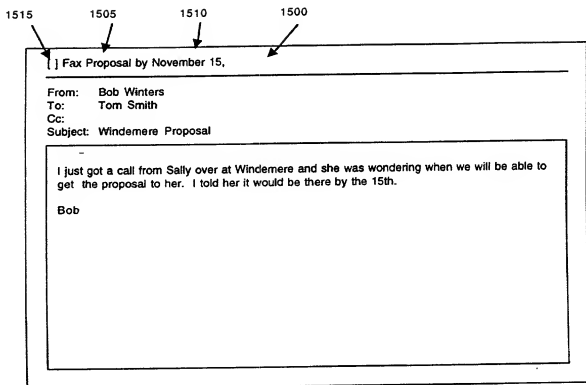 1515 1505 1510 1500
[ ] Fax Proposal by November 15,
From: Bob Winters
To: Tom Smith
Cc:
Subject: Windemere Proposal
I just got a call from Sally over at Windemere and she was wondering when we will be able to
get the proposal to her. I told her it would be there by the 15th.
Bob